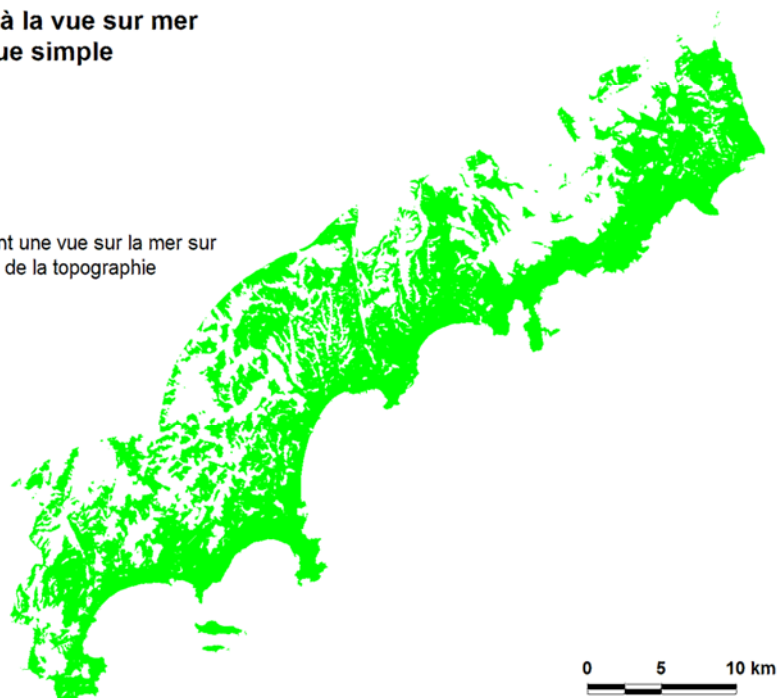 à la vue sur mer
ue simple
nt une vue sur la mer sur
de la topographie
0 5 10 km